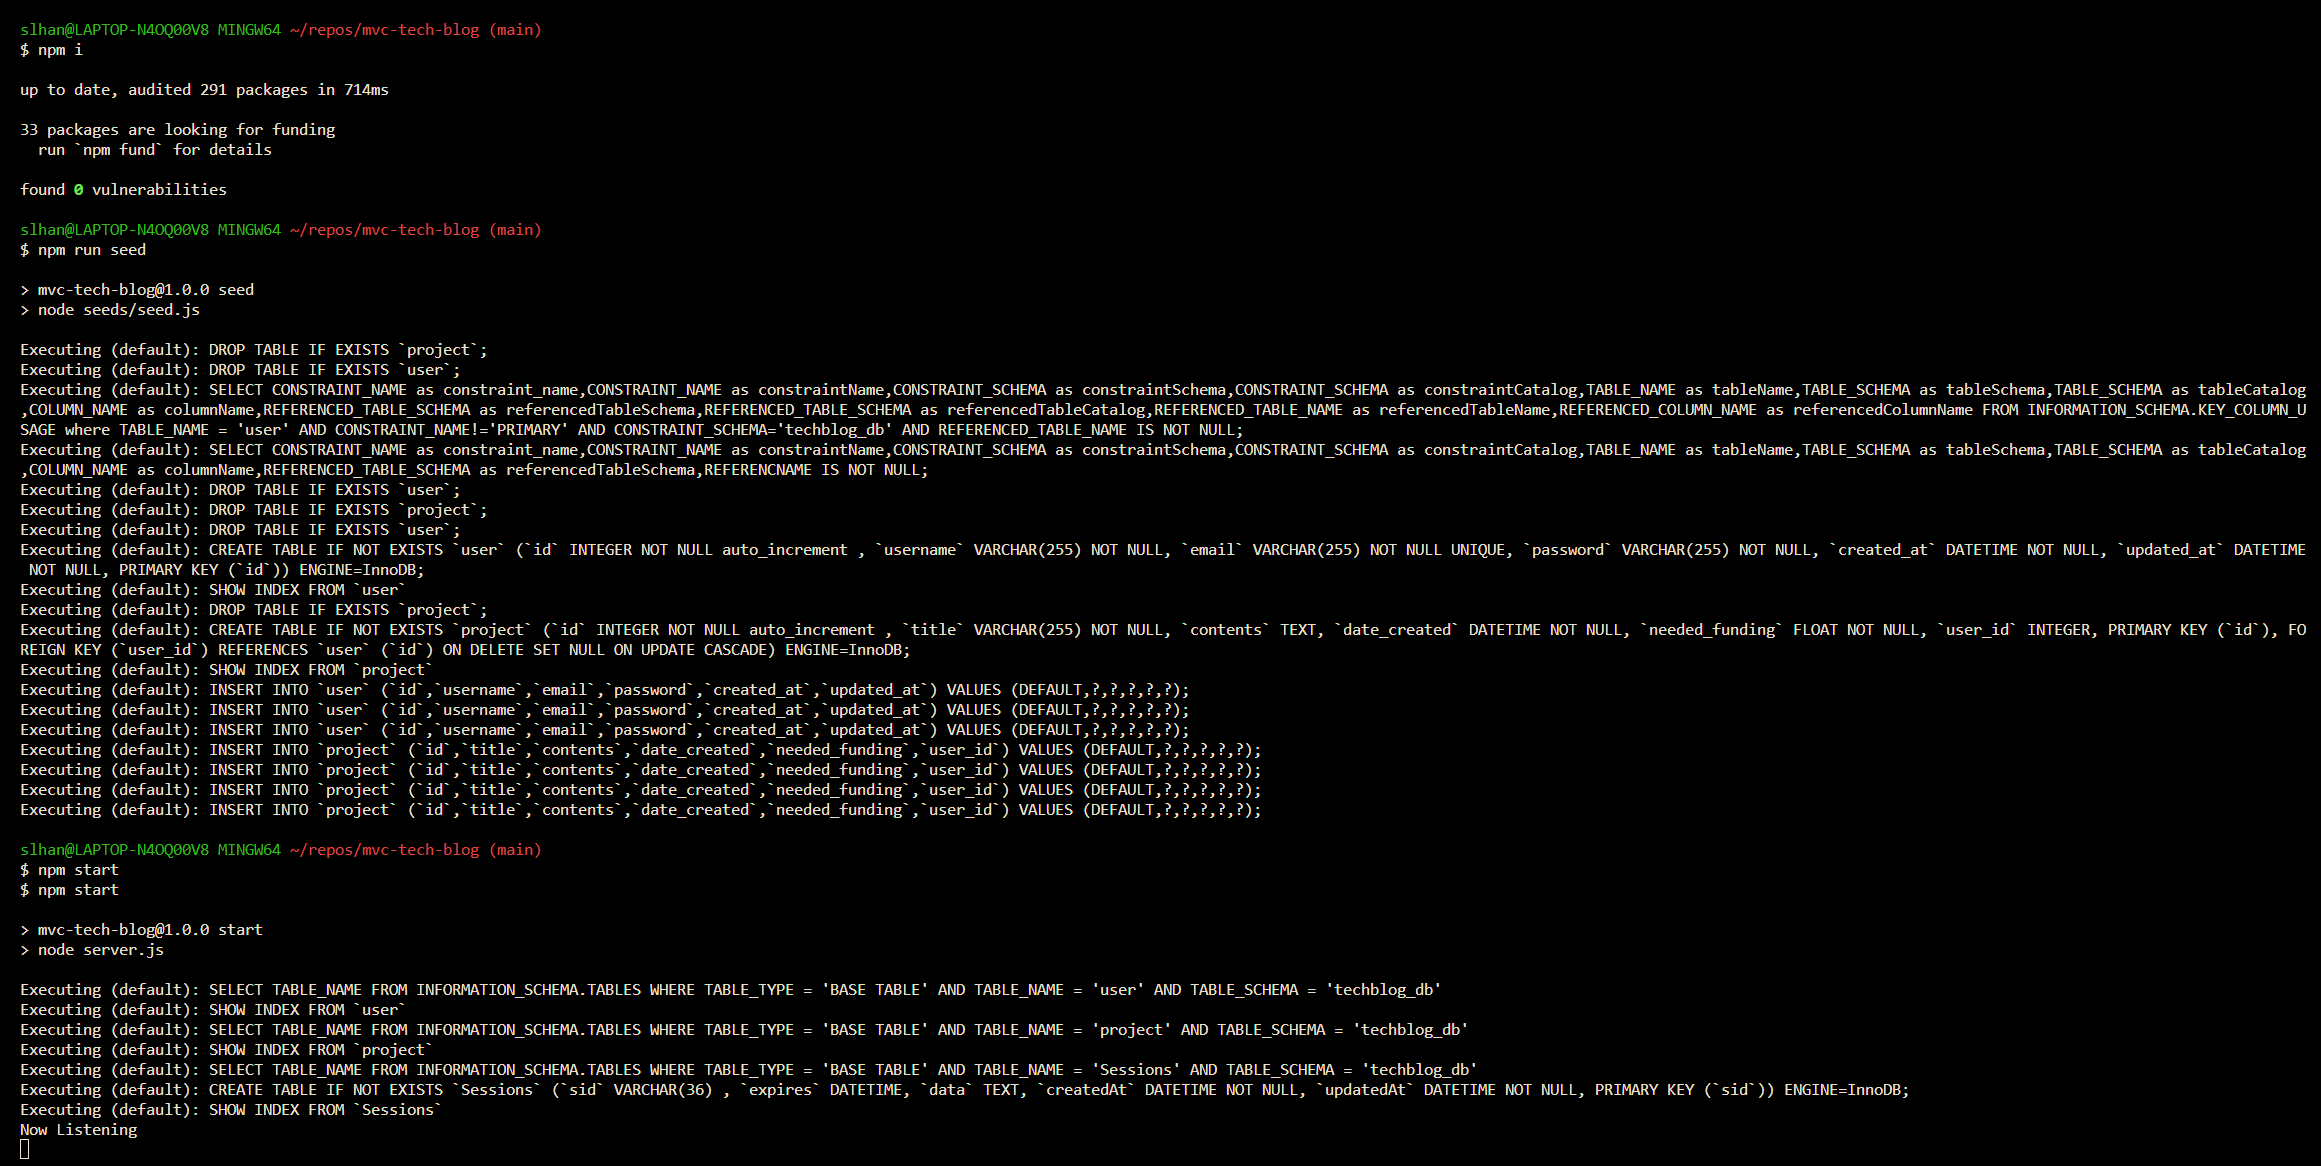 slhan@LAPTOP-N4OQ00V8 MINGW64 ~/repos/mvc-tech-blog (main)
$ npm i

up to date, audited 291 packages in 714ms

33 packages are looking for funding
  run `npm fund` for details

found 0 vulnerabilities

slhan@LAPTOP-N4OQ00V8 MINGW64 ~/repos/mvc-tech-blog (main)
$ npm run seed

> mvc-tech-blog@1.0.0 seed
> node seeds/seed.js

Executing (default): DROP TABLE IF EXISTS `project`;
Executing (default): DROP TABLE IF EXISTS `user`;
Executing (default): SELECT CONSTRAINT_NAME as constraint_name,CONSTRAINT_NAME as constraintName,CONSTRAINT_SCHEMA as constraintSchema,CONSTRAINT_SCHEMA as constraintCatalog,TABLE_NAME as tableName,TABLE_SCHEMA as tableSchema,TABLE_SCHEMA as tableCatalog
,COLUMN_NAME as columnName,REFERENCED_TABLE_SCHEMA as referencedTableSchema,REFERENCED_TABLE_SCHEMA as referencedTableCatalog,REFERENCED_TABLE_NAME as referencedTableName,REFERENCED_COLUMN_NAME as referencedColumnName FROM INFORMATION_SCHEMA.KEY_COLUMN_U
SAGE where TABLE_NAME = 'user' AND CONSTRAINT_NAME!='PRIMARY' AND CONSTRAINT_SCHEMA='techblog_db' AND REFERENCED_TABLE_NAME IS NOT NULL;
Executing (default): SELECT CONSTRAINT_NAME as constraint_name,CONSTRAINT_NAME as constraintName,CONSTRAINT_SCHEMA as constraintSchema,CONSTRAINT_SCHEMA as constraintCatalog,TABLE_NAME as tableName,TABLE_SCHEMA as tableSchema,TABLE_SCHEMA as tableCatalog
,COLUMN_NAME as columnName,REFERENCED_TABLE_SCHEMA as referencedTableSchema,REFERENCNAME IS NOT NULL;
Executing (default): DROP TABLE IF EXISTS `user`;
Executing (default): DROP TABLE IF EXISTS `project`;
Executing (default): DROP TABLE IF EXISTS `user`;
Executing (default): CREATE TABLE IF NOT EXISTS `user` (`id` INTEGER NOT NULL auto_increment , `username` VARCHAR(255) NOT NULL, `email` VARCHAR(255) NOT NULL UNIQUE, `password` VARCHAR(255) NOT NULL, `created_at` DATETIME NOT NULL, `updated_at` DATETIME
 NOT NULL, PRIMARY KEY (`id`)) ENGINE=InnoDB;
Executing (default): SHOW INDEX FROM `user`
Executing (default): DROP TABLE IF EXISTS `project`;
Executing (default): CREATE TABLE IF NOT EXISTS `project` (`id` INTEGER NOT NULL auto_increment , `title` VARCHAR(255) NOT NULL, `contents` TEXT, `date_created` DATETIME NOT NULL, `needed_funding` FLOAT NOT NULL, `user_id` INTEGER, PRIMARY KEY (`id`), FO
REIGN KEY (`user_id`) REFERENCES `user` (`id`) ON DELETE SET NULL ON UPDATE CASCADE) ENGINE=InnoDB;
Executing (default): SHOW INDEX FROM `project`
Executing (default): INSERT INTO `user` (`id`,`username`,`email`,`password`,`created_at`,`updated_at`) VALUES (DEFAULT,?,?,?,?,?);
Executing (default): INSERT INTO `user` (`id`,`username`,`email`,`password`,`created_at`,`updated_at`) VALUES (DEFAULT,?,?,?,?,?);
Executing (default): INSERT INTO `user` (`id`,`username`,`email`,`password`,`created_at`,`updated_at`) VALUES (DEFAULT,?,?,?,?,?);
Executing (default): INSERT INTO `project` (`id`,`title`,`contents`,`date_created`,`needed_funding`,`user_id`) VALUES (DEFAULT,?,?,?,?,?);
Executing (default): INSERT INTO `project` (`id`,`title`,`contents`,`date_created`,`needed_funding`,`user_id`) VALUES (DEFAULT,?,?,?,?,?);
Executing (default): INSERT INTO `project` (`id`,`title`,`contents`,`date_created`,`needed_funding`,`user_id`) VALUES (DEFAULT,?,?,?,?,?);
Executing (default): INSERT INTO `project` (`id`,`title`,`contents`,`date_created`,`needed_funding`,`user_id`) VALUES (DEFAULT,?,?,?,?,?);

slhan@LAPTOP-N4OQ00V8 MINGW64 ~/repos/mvc-tech-blog (main)
$ npm start
$ npm start

> mvc-tech-blog@1.0.0 start
> node server.js

Executing (default): SELECT TABLE_NAME FROM INFORMATION_SCHEMA.TABLES WHERE TABLE_TYPE = 'BASE TABLE' AND TABLE_NAME = 'user' AND TABLE_SCHEMA = 'techblog_db'
Executing (default): SHOW INDEX FROM `user`
Executing (default): SELECT TABLE_NAME FROM INFORMATION_SCHEMA.TABLES WHERE TABLE_TYPE = 'BASE TABLE' AND TABLE_NAME = 'project' AND TABLE_SCHEMA = 'techblog_db'
Executing (default): SHOW INDEX FROM `project`
Executing (default): SELECT TABLE_NAME FROM INFORMATION_SCHEMA.TABLES WHERE TABLE_TYPE = 'BASE TABLE' AND TABLE_NAME = 'Sessions' AND TABLE_SCHEMA = 'techblog_db'
Executing (default): CREATE TABLE IF NOT EXISTS `Sessions` (`sid` VARCHAR(36) , `expires` DATETIME, `data` TEXT, `createdAt` DATETIME NOT NULL, `updatedAt` DATETIME NOT NULL, PRIMARY KEY (`sid`)) ENGINE=InnoDB;
Executing (default): SHOW INDEX FROM `Sessions`
Now Listening